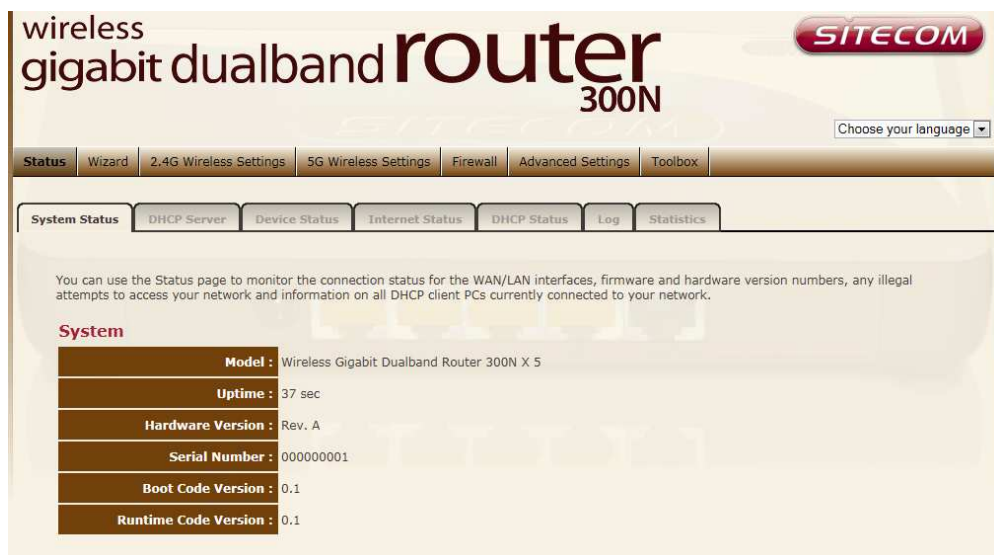 wireless
gigabit dualband router
300N
SITECOM
Choose your language
Status Wizard 2.4G Wireless Settings 5G Wireless Settings Firewall Advanced Settings Toolbox
System Status DHCP Server Device Status Internet Status DHCP Status Log Statistics
You can use the Status page to monitor the connection status for the WAN/LAN interfaces, firmware and hardware version numbers, any illegal
attempts to access your network and information on all DHCP client PCs currently connected to your network.
System
Model : Wireless Gigabit Dualband Router 300N X 5
Uptime : 37 sec
Hardware Version : Rev. A
Serial Number : 000000001
Boot Code Version : 0.1
Runtime Code Version : 0.1